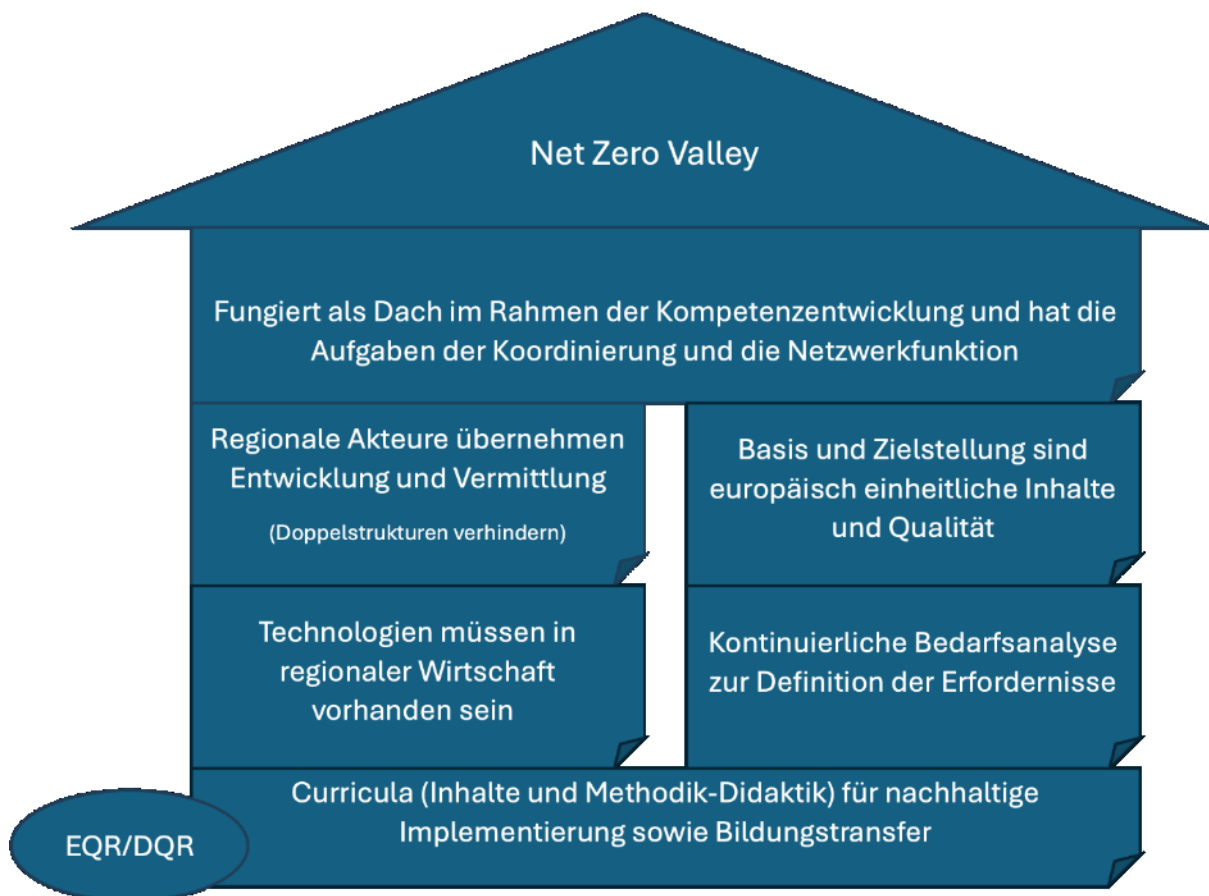 Net Zero Valley
Fungiert als Dach im Rahmen der Kompetenzentwicklung und hat die
Aufgaben der Koordinierung und die Netzwerkfunktion
Regionale Akteure übernehmen
Entwicklung und Vermittlung
(Doppelstrukturen verhindern)
Basis und Zielstellung sind
europäisch einheitliche Inhalte
und Qualität
Technologien müssen in
regionaler Wirtschaft
vorhanden sein
Kontinuierliche Bedarfsanalyse
zur Definition der Erfordernisse
Curricula (Inhalte und Methodik-Didaktik) für nachhaltige
Implementierung sowie Bildungstransfer
EQR/DQR